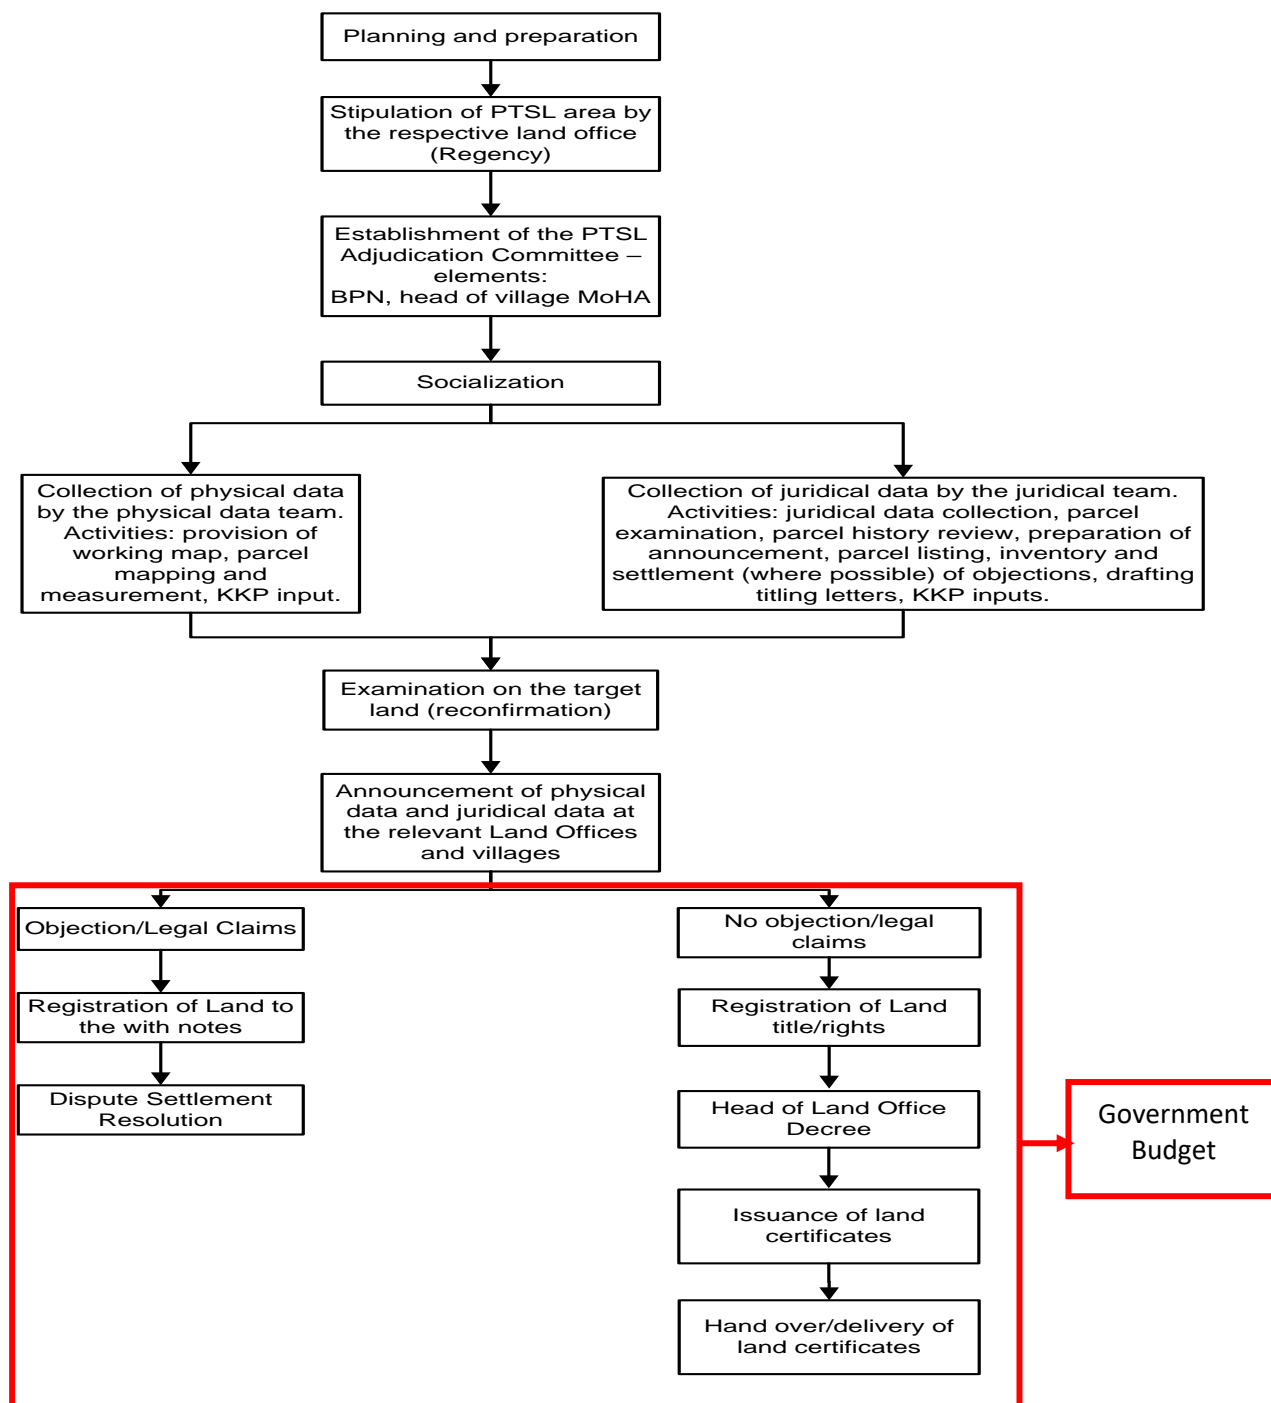 Planning and preparation
Stipulation of PTSL area by
the respective land office
(Regency)
Establishment of the PTSL
Adjudication Committee –
elements:
BPN, head of village MoHA
Socialization
Collection of physical data
by the physical data team.
Activities: provision of
working map, parcel
mapping and
measurement, KKP input.
Collection of juridical data by the juridical team.
Activities: juridical data collection, parcel
examination, parcel history review, preparation of
announcement, parcel listing, inventory and
settlement (where possible) of objections, drafting
titling letters, KKP inputs.
Examination on the target
land (reconfirmation)
Announcement of physical
data and juridical data at
the relevant Land Offices
and villages
Objection/Legal Claims
Registration of Land to
the with notes
Dispute Settlement
Resolution
No objection/legal
claims
Registration of Land
title/rights
Head of Land Office
Decree
Issuance of land
certificates
Hand over/delivery of
land certificates
Government
Budget